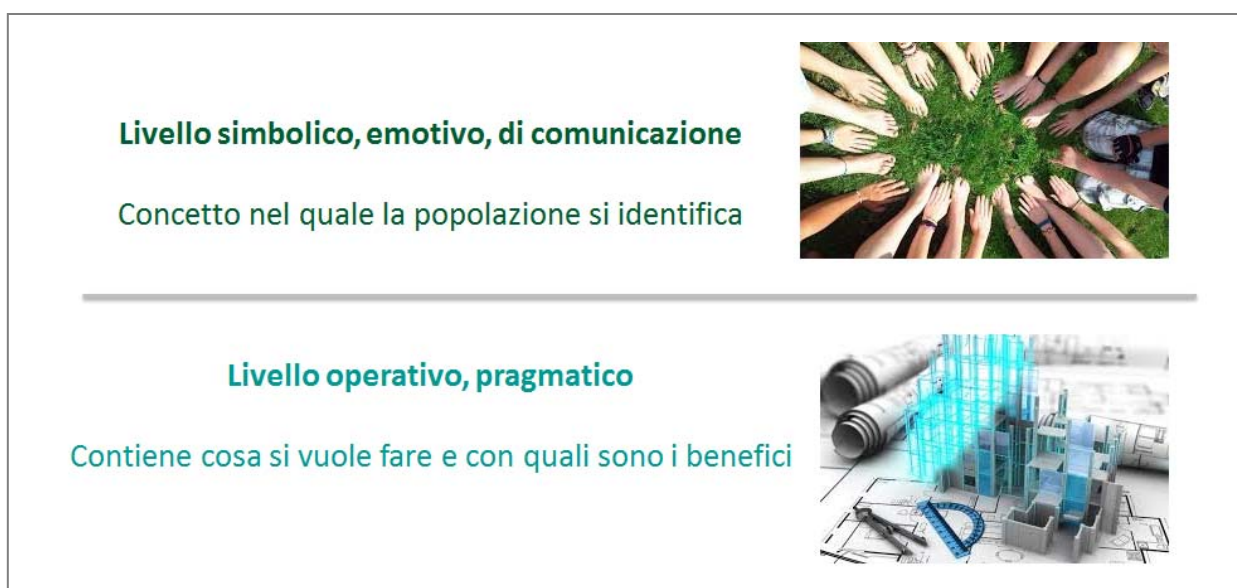 Livello simbolico, emotivo, di comunicazione
Concetto nel quale la popolazione si identifica
Livello operativo, pragmatico
Contiene cosa si vuole fare e con quali sono i benefici